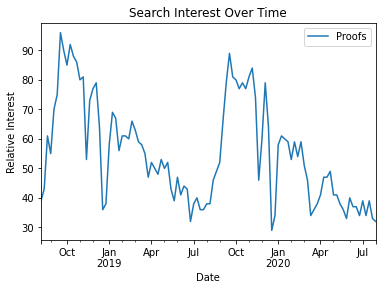 Search Interest Over Time
Proofs
Relative Interest
90
80
70
60
50
40
30
Oct
Jan
2019
Apr
Jul
Oct
Jan
2020
Apr
Jul
Date